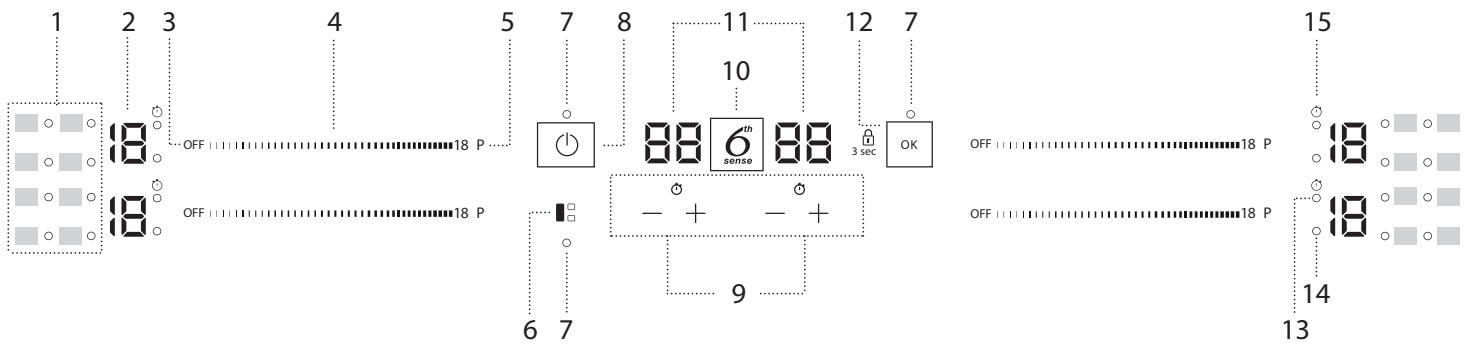 1 2 3 4 5 7 8 11 12 7 15
10
18 OFF 18 P 88 6th sense 88 3 sec OK OFF 18 P 18
18 OFF 18 P − + − + OFF 18 P 18
9
6 7 13 14